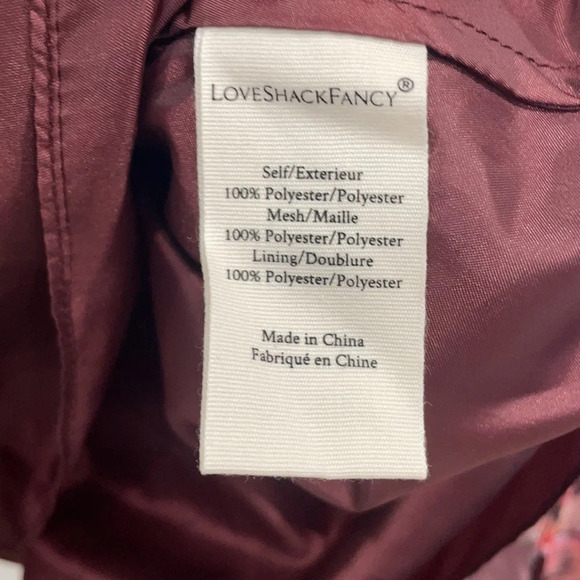 LOVESHACKFANCY®
Self/Exterieur
100% Polyester/Polyester
Mesh/Maille
100% Polyester/Polyester
Lining/Doublure
100% Polyester/Polyester
Made in China
Fabriqué en Chine